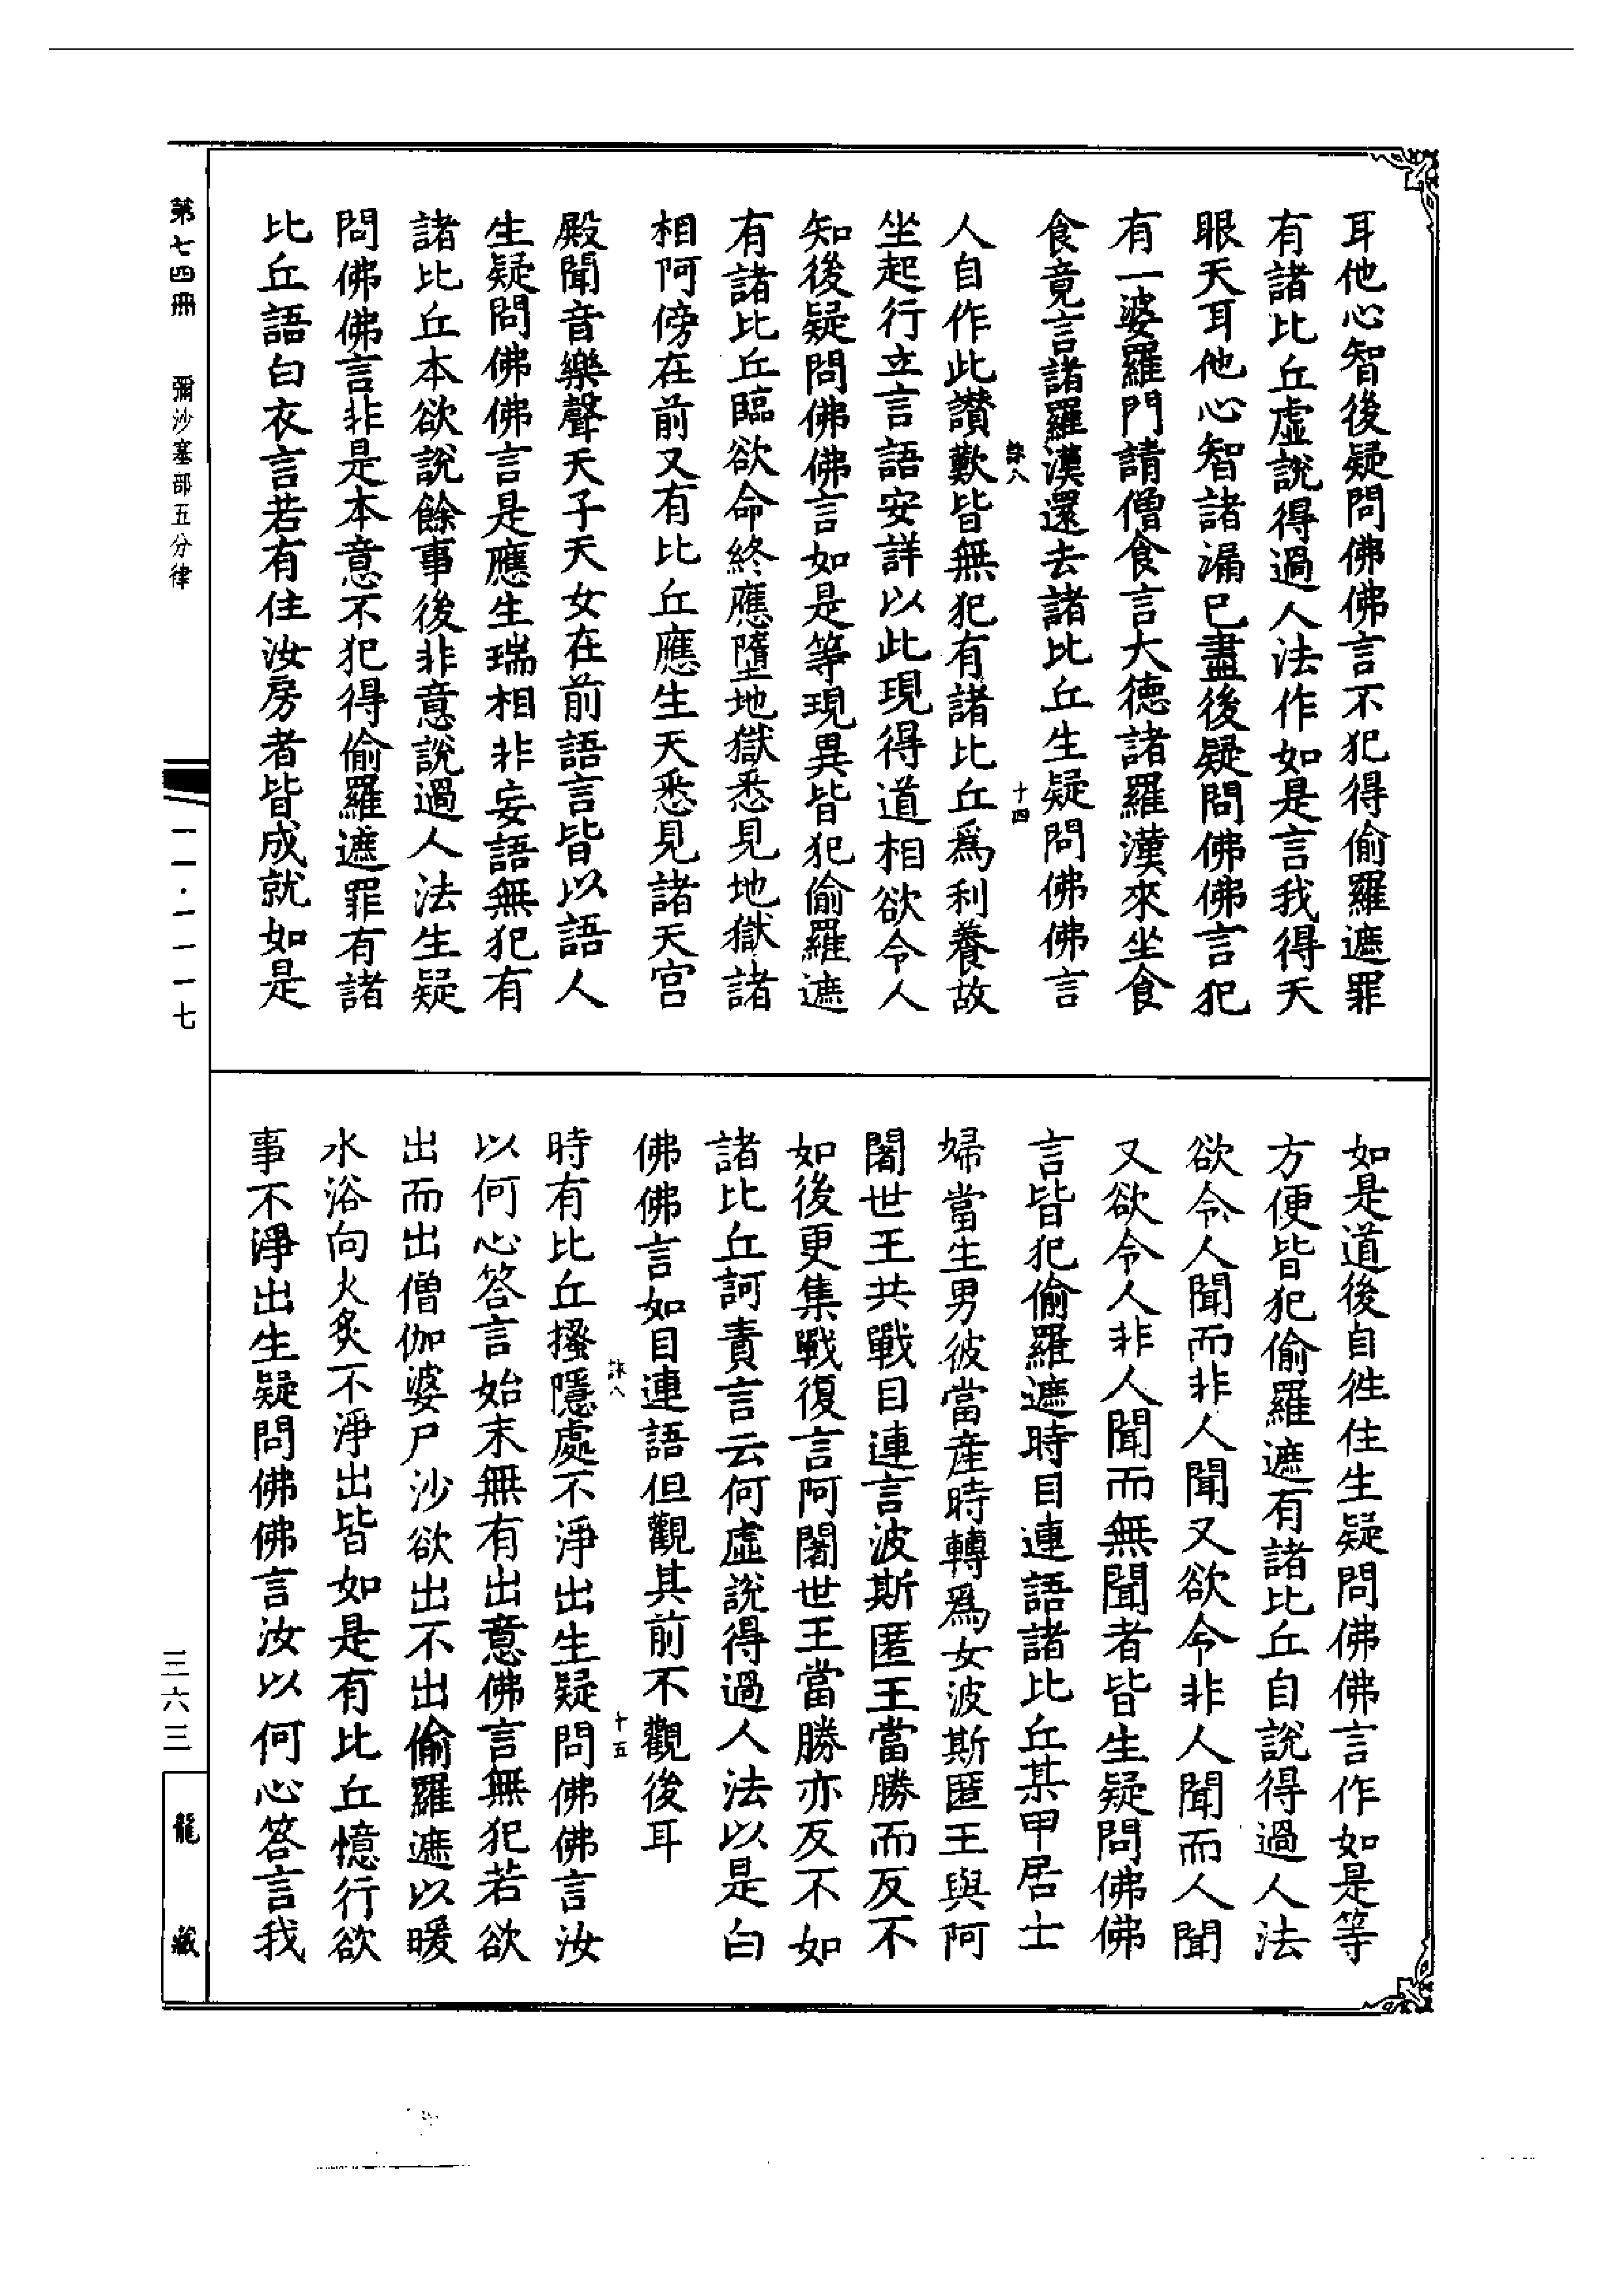 耳他心智後疑問佛佛言不犯得偷羅遮罪
有諸比丘虛說得過人法作如是言我得天
眼天耳他心智諸漏已盡後疑問佛佛言犯
有一婆羅門請僧食言大德諸羅漢來坐食
食竟言諸羅漢還去諸比丘生疑問佛佛言
詠八 十四
人自作此讚歎皆無犯有諸比丘爲利養故
坐起行立言語安詳以此現得道相欲令人
知後疑問佛佛言如是等現異皆犯偷羅遮
有諸比丘臨欲命終應墮地獄悉見地獄諸
相阿傍在前又有比丘應生天悉見諸天宮
殿聞音樂聲天子天女在前語言皆以語人
生疑問佛佛言是應生瑞相非妄語無犯有
諸比丘本欲說餘事後非意說過人法生疑
問佛佛言非是本意不犯得偷羅遮罪有諸
比丘語白衣言若有住汝房者皆成就如是
如是道後自徃住生疑問佛佛言作如是等
方便皆犯偷羅遮有諸比丘自說得過人法
欲令人聞而非人聞又欲令非人聞而人聞
又欲令人非人聞而無聞者皆生疑問佛佛
言皆犯偷羅遮時目連語諸比丘某甲居士
婦當生男彼當產時轉爲女波斯匿王與阿
闍世王共戰目連言波斯匿王當勝而反不
如後更集戰復言阿闍世王當勝亦反不如
諸比丘訶責言云何虛說得過人法以是白
佛佛言如目連語但觀其前不觀後耳
詠八 十五
時有比丘搔隱處不淨出生疑問佛佛言汝
以何心答言始末無有出意佛言無犯若欲
出而出僧伽婆尸沙欲出不出偷羅遮以暖
水浴向火炙不淨出皆如是有比丘憶行欲
事不淨出生疑問佛佛言汝以何心答言我
第七四冊 彌沙塞部五分律
一一·一一一七
三六三
龍藏